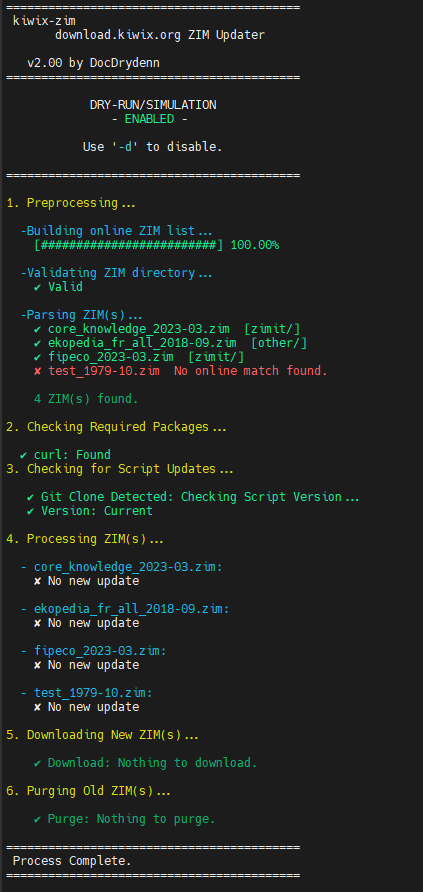 ==========================================
kiwix-zim
download.kiwix.org ZIM Updater
v2.00 by DocDrydenn
==========================================
DRY-RUN/SIMULATION
- ENABLED -
Use '-d' to disable.
==========================================
1. Preprocessing...
-Building online ZIM list...
[#########################] 100.00%
-Validating ZIM directory...
✔ Valid
-Parsing ZIM(s)...
✔ core_knowledge_2023-03.zim  [zimit/]
✔ ekopedia_fr_all_2018-09.zim  [other/]
✔ fipeco_2023-03.zim  [zimit/]
✘ test_1979-10.zim  No online match found.
4 ZIM(s) found.
2. Checking Required Packages...
✔ curl: Found
3. Checking for Script Updates...
✔ Git Clone Detected: Checking Script Version...
✔ Version: Current
4. Processing ZIM(s)...
- core_knowledge_2023-03.zim:
✘ No new update
- ekopedia_fr_all_2018-09.zim:
✘ No new update
- fipeco_2023-03.zim:
✘ No new update
- test_1979-10.zim:
✘ No new update
5. Downloading New ZIM(s)...
✔ Download: Nothing to download.
6. Purging Old ZIM(s)...
✔ Purge: Nothing to purge.
==========================================
Process Complete.
==========================================